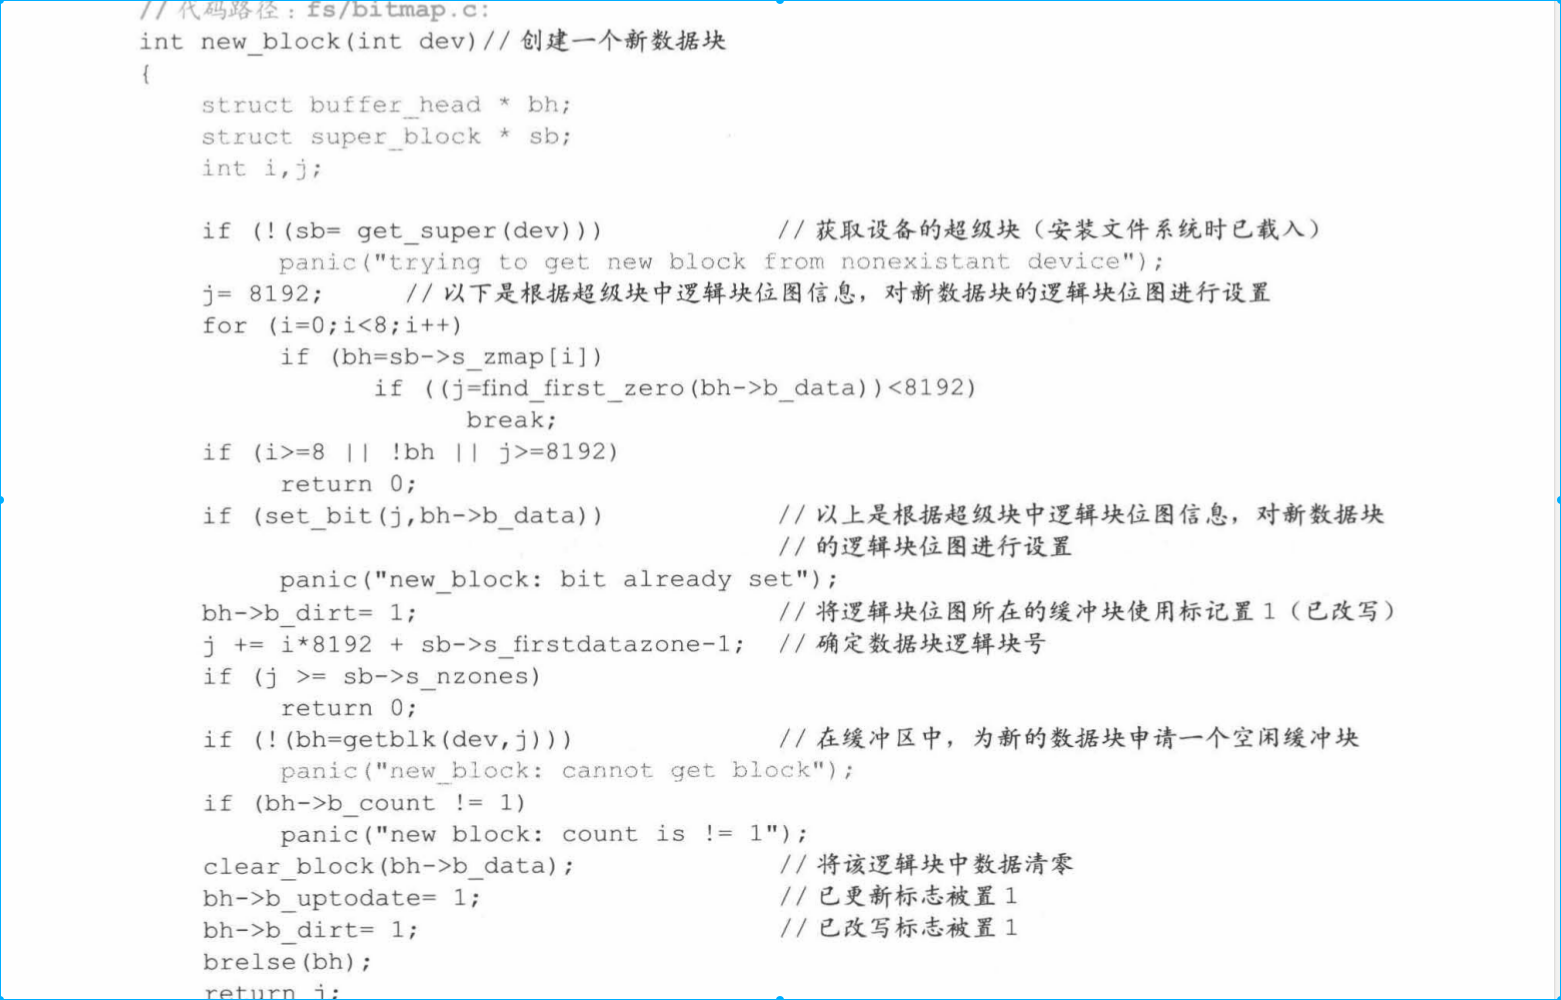 // 代码路径：fs/bitmap.c:
int new_block(int dev)// 创建一个新数据块
{
struct buffer_head * bh;
struct super_block * sb;
int i,j;
if (!(sb= get_super(dev))) // 获取设备的超级块（安装文件系统时已载入）
panic("trying to get new block from nonexistant device");
j= 8192; // 以下是根据超级块中逻辑块位图信息，对新数据块的逻辑块位图进行设置
for (i=0;i<8;i++)
if (bh=sb->s_zmap[i])
if ((j=find_first_zero(bh->b_data))<8192)
break;
if (i>=8 || !bh || j>=8192)
return 0;
if (set_bit(j,bh->b_data)) // 以上是根据超级块中逻辑块位图信息，对新数据块
// 的逻辑块位图进行设置
panic("new_block: bit already set");
bh->b_dirt= 1; // 将逻辑块位图所在的缓冲块使用标记置 1（已改写）
j += i*8192 + sb->s_firstdatazone-1; // 确定数据块逻辑块号
if (j >= sb->s_nzones)
return 0;
if (!(bh=getblk(dev,j))) // 在缓冲区中，为新的数据块申请一个空闲缓冲块
panic("new_block: cannot get block");
if (bh->b_count != 1)
panic("new block: count is != 1");
clear_block(bh->b_data); // 将该逻辑块中数据清零
bh->b_uptodate= 1; // 已更新标志被置 1
bh->b_dirt= 1; // 已改写标志被置 1
brelse(bh);
return j;